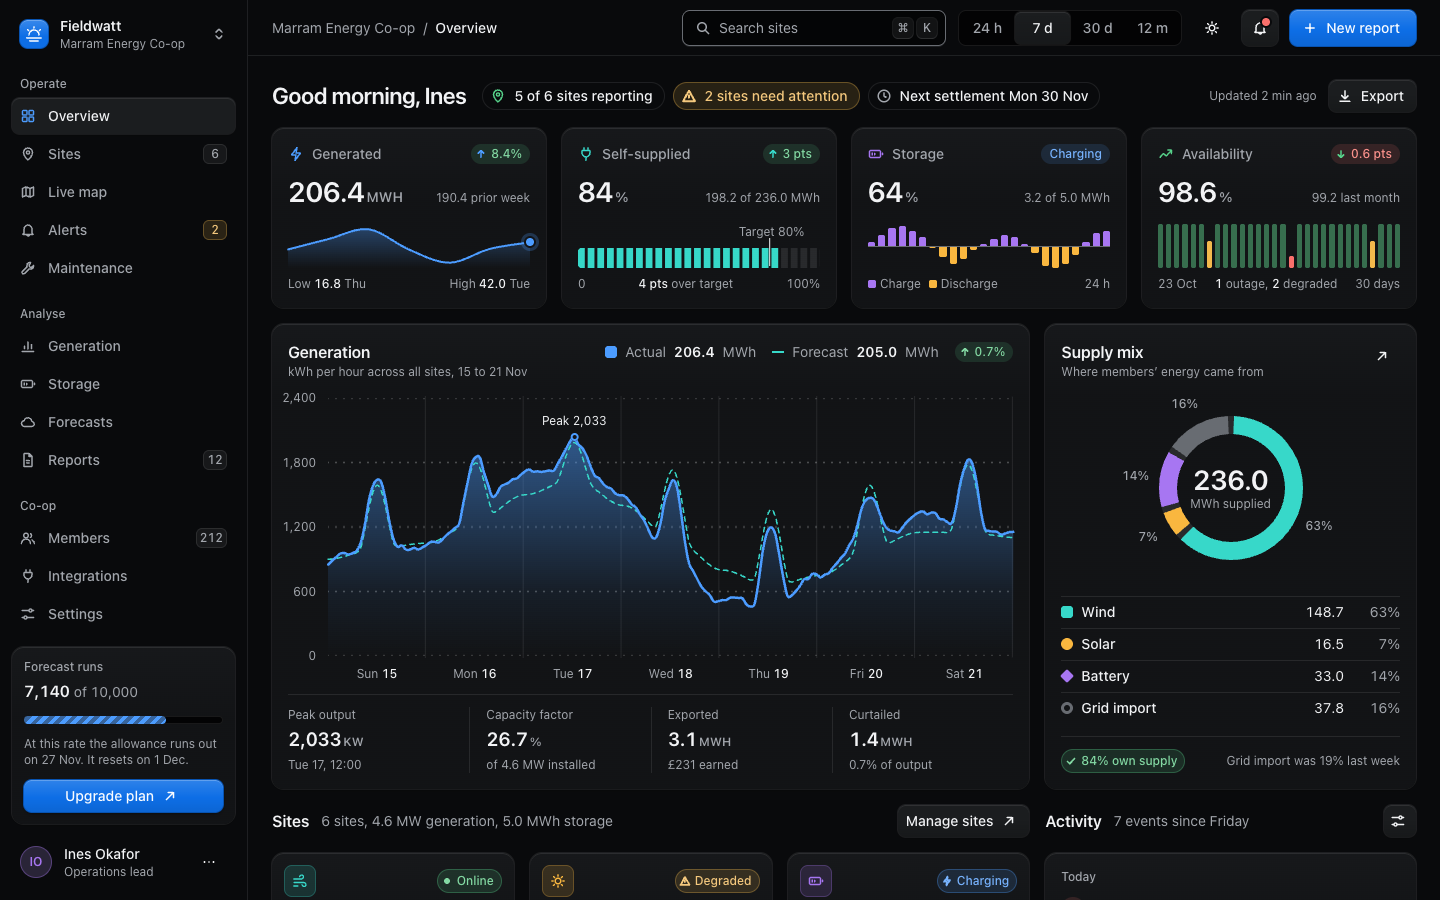 Fieldwatt
Marram Energy Co-op
Operate
Overview
Sites 6
Live map
Alerts 2
Maintenance
Analyse
Generation
Storage
Forecasts
Reports 12
Co-op
Members 212
Integrations
Settings
Forecast runs
7,140 of 10,000
At this rate the allowance runs out
on 27 Nov. It resets on 1 Dec.
Upgrade plan
IO
Ines Okafor
Operations lead
Marram Energy Co-op / Overview
Search sites ⌘ K
24 h 7 d 30 d 12 m
New report
Good morning, Ines
5 of 6 sites reporting
2 sites need attention
Next settlement Mon 30 Nov
Updated 2 min ago
Export
Generated 8.4%
206.4 MWH 190.4 prior week
Low 16.8 Thu High 42.0 Tue
Self-supplied 3 pts
84 % 198.2 of 236.0 MWh
Target 80%
0 4 pts over target 100%
Storage Charging
64 % 3.2 of 5.0 MWh
Charge Discharge 24 h
Availability 0.6 pts
98.6 % 99.2 last month
23 Oct 1 outage, 2 degraded 30 days
Generation
kWh per hour across all sites, 15 to 21 Nov
Actual 206.4 MWh Forecast 205.0 MWh 0.7%
2,400
Peak 2,033
1,800
1,200
600
0
Sun 15 Mon 16 Tue 17 Wed 18 Thu 19 Fri 20 Sat 21
Peak output
2,033 KW
Tue 17, 12:00
Capacity factor
26.7 %
of 4.6 MW installed
Exported
3.1 MWH
£231 earned
Curtailed
1.4 MWH
0.7% of output
Supply mix
Where members’ energy came from
16%
14%
236.0
MWh supplied
63%
7%
Wind 148.7 63%
Solar 16.5 7%
Battery 33.0 14%
Grid import 37.8 16%
84% own supply
Grid import was 19% last week
Sites 6 sites, 4.6 MW generation, 5.0 MWh storage
Manage sites
Activity 7 events since Friday
Online
Degraded
Charging
Today